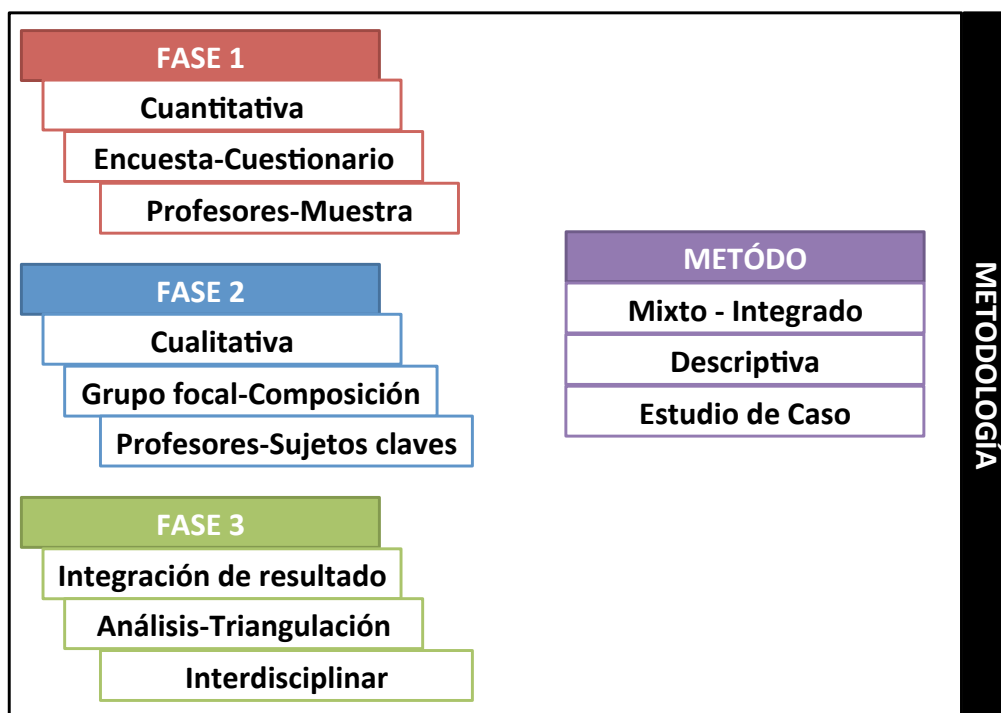 FASE 1
Cuantitativa
Encuesta-Cuestionario
Profesores-Muestra
FASE 2
Cualitativa
Grupo focal-Composición
Profesores-Sujetos claves
FASE 3
Integración de resultado
Análisis-Triangulación
Interdisciplinar
METÓDO
Mixto - Integrado
Descriptiva
Estudio de Caso
METODOLOGÍA